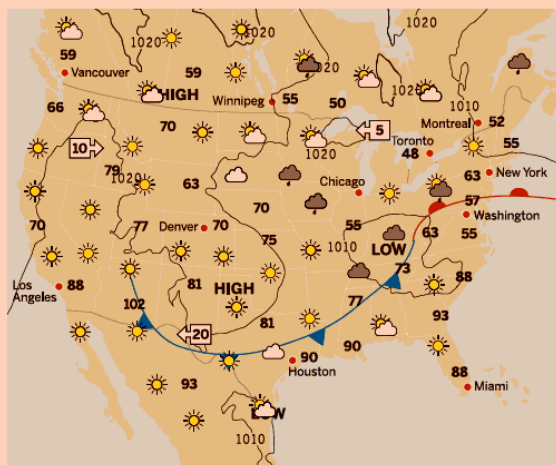 1020
1020
1020
59
Vancouver
59
HIGH
Winnipeg
55
50
1010
66
70
5
Montreal
52
10
1020
Toronto
48
55
79
1020
63
Chicago
63
New York
70
57
Washington
70
77
Denver
70
55
63
55
75
1010
LOW
73
88
Los
Angeles
88
81
HIGH
102
77
93
81
20
90
90
Houston
93
88
Miami
LOW
1010